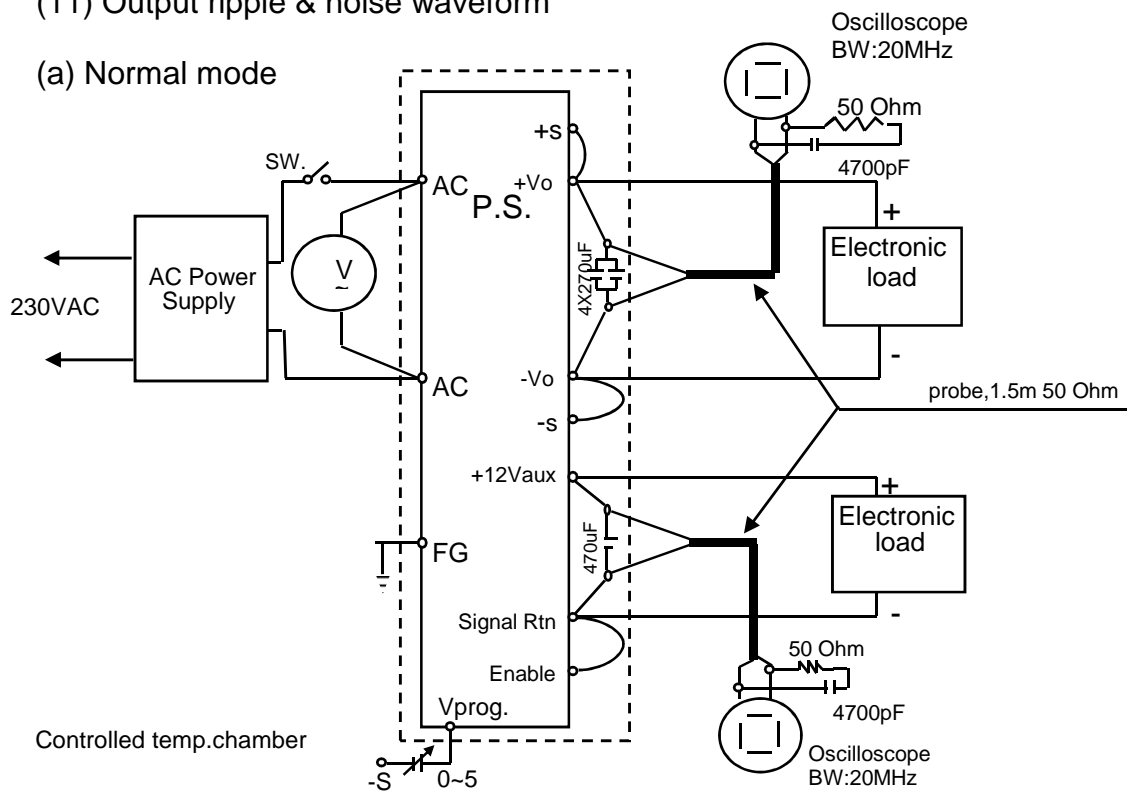 (11) Output ripple & noise waveform
(a) Normal mode
Oscilloscope
BW:20MHz
50 Ohm
4700pF
SW.
+s
AC
+Vo
P.S.
+
Electronic
load
-
V
~
AC Power
Supply
230VAC
4X270uF
AC
-Vo
-s
probe,1.5m 50 Ohm
+12Vaux
+
Electronic
load
-
470uF
FG
Signal Rtn
Enable
50 Ohm
4700pF
Vprog.
Controlled temp.chamber
-S
0~5
Oscilloscope
BW:20MHz